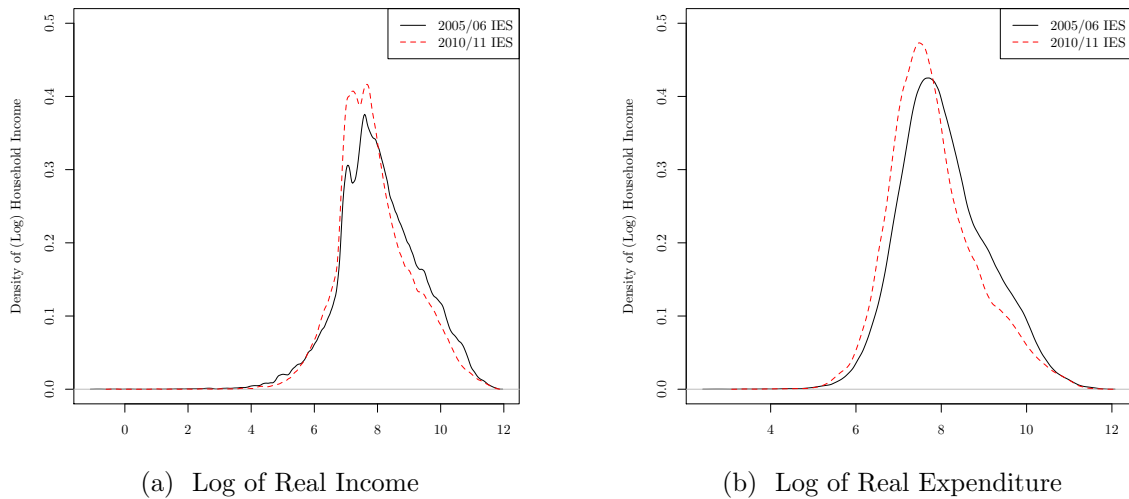 Density of (Log) Household Income
0.5
0.4
0.3
0.2
0.1
0.0
2005/06 IES
2010/11 IES
0 2 4 6 8 10 12
(a) Log of Real Income
Density of (Log) Household Income
0.5
0.4
0.3
0.2
0.1
0.0
2005/06 IES
2010/11 IES
4 6 8 10 12
(b) Log of Real Expenditure